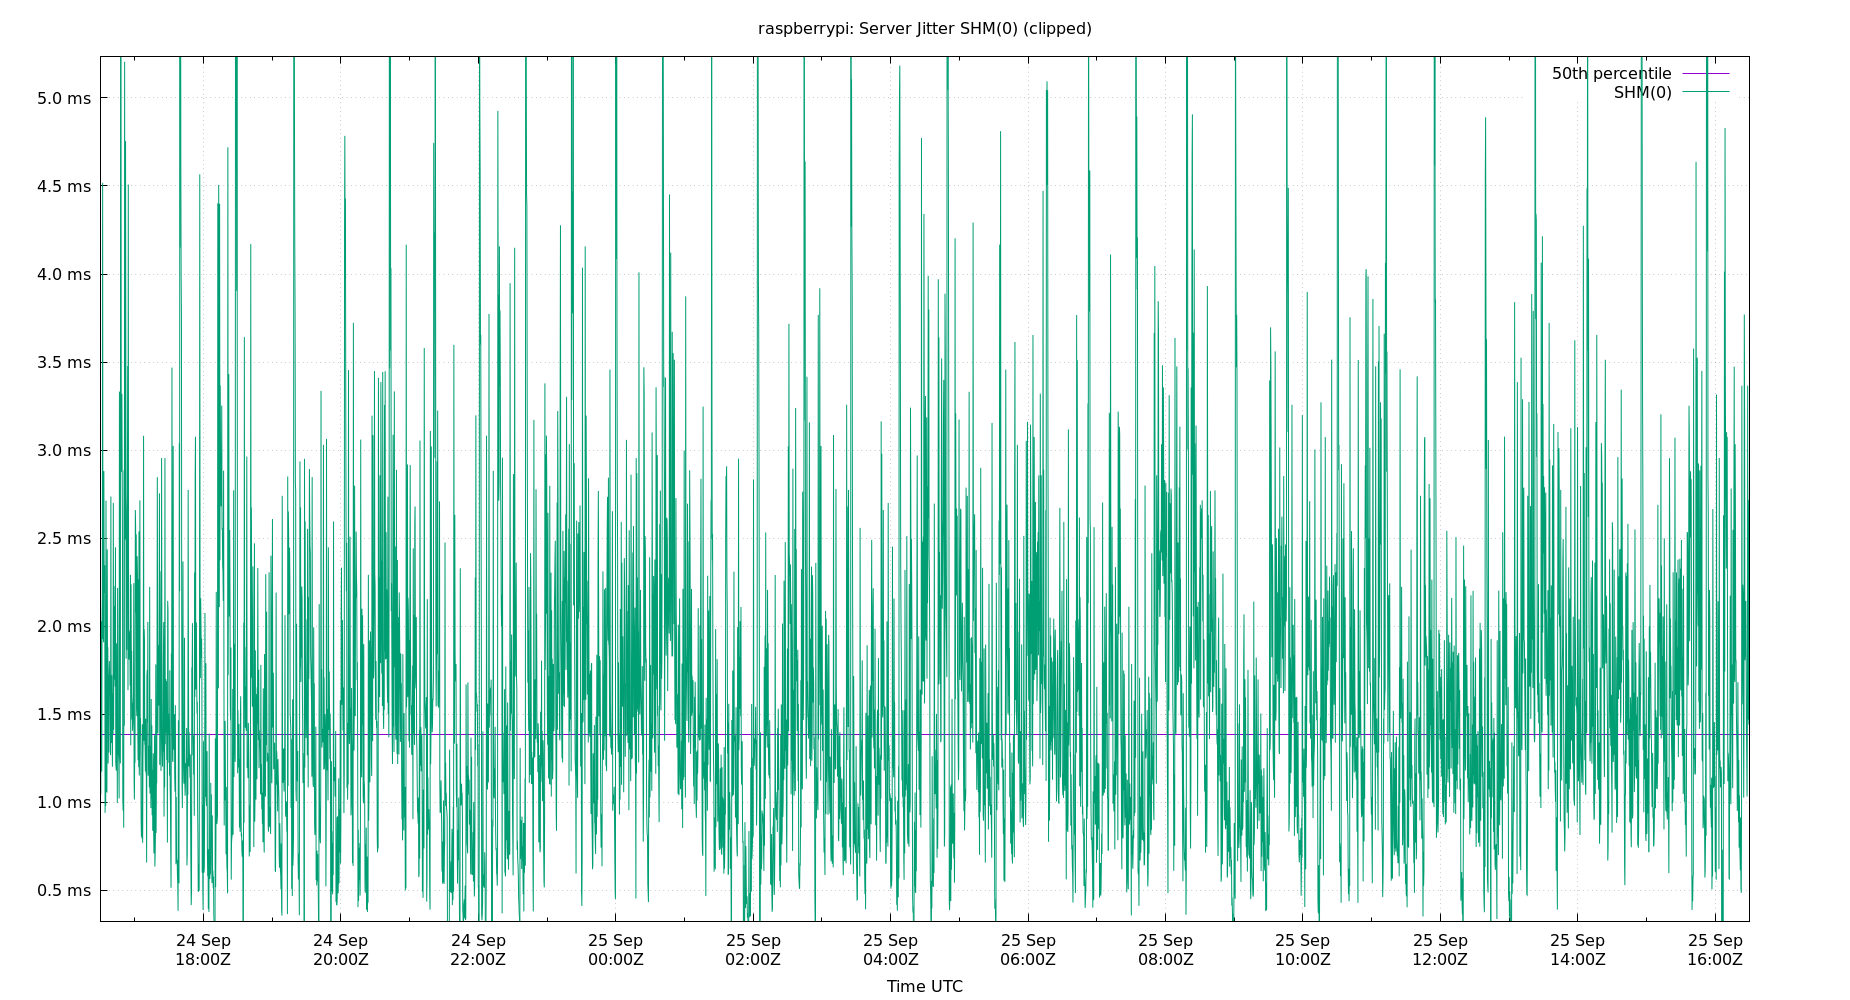 raspberrypi: Server Jitter SHM(0) (clipped)
50th percentile
SHM(0)
5.0 ms
4.5 ms
4.0 ms
3.5 ms
3.0 ms
2.5 ms
2.0 ms
1.5 ms
1.0 ms
0.5 ms
24 Sep 24 Sep 24 Sep 25 Sep 25 Sep 25 Sep 25 Sep 25 Sep 25 Sep 25 Sep 25 Sep 25 Sep
18:00Z 20:00Z 22:00Z 00:00Z 02:00Z 04:00Z 06:00Z 08:00Z 10:00Z 12:00Z 14:00Z 16:00Z
Time UTC